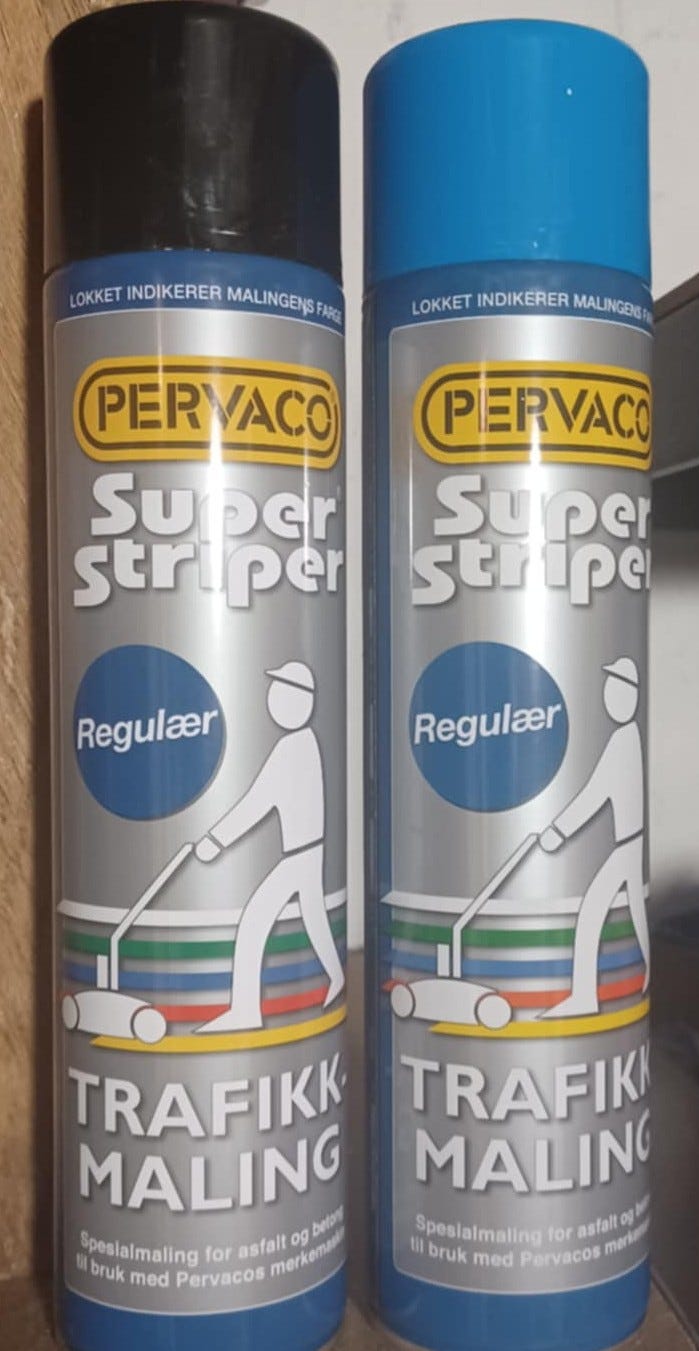 LOKKET INDIKERER MALINGENS FARGE
PERVACO
Super
Striper
Regulær
TRAFIKK-
MALING
Spesialmaling for asfalt og betong
til bruk med Pervacos
LOKKET INDIKERER MALINGENS
PERVACO
Super
Striper
Regulær
TRAFIKK
MALING
Spesialmaling for asfalt og
til bruk med Pervacos